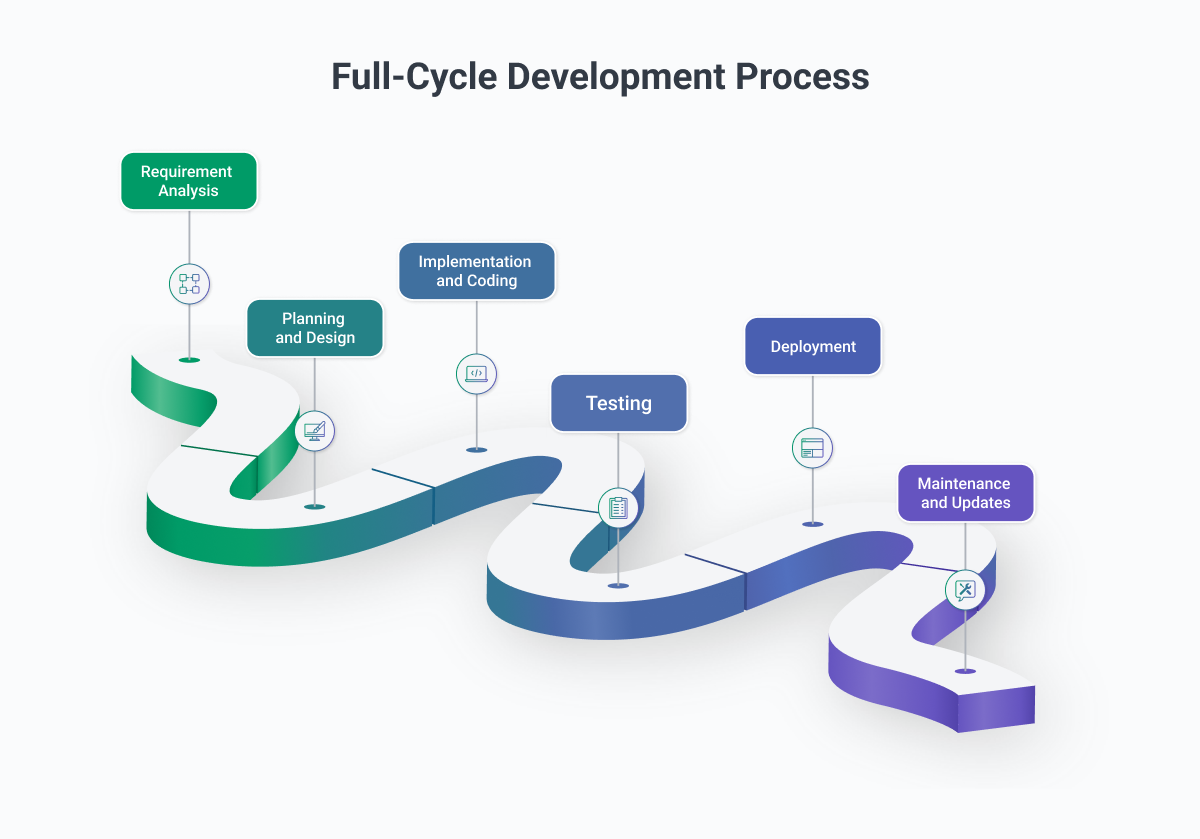 Full-Cycle Development Process
Requirement
Analysis
Planning
and Design
Implementation
and Coding
Testing
Deployment
Maintenance
and Updates